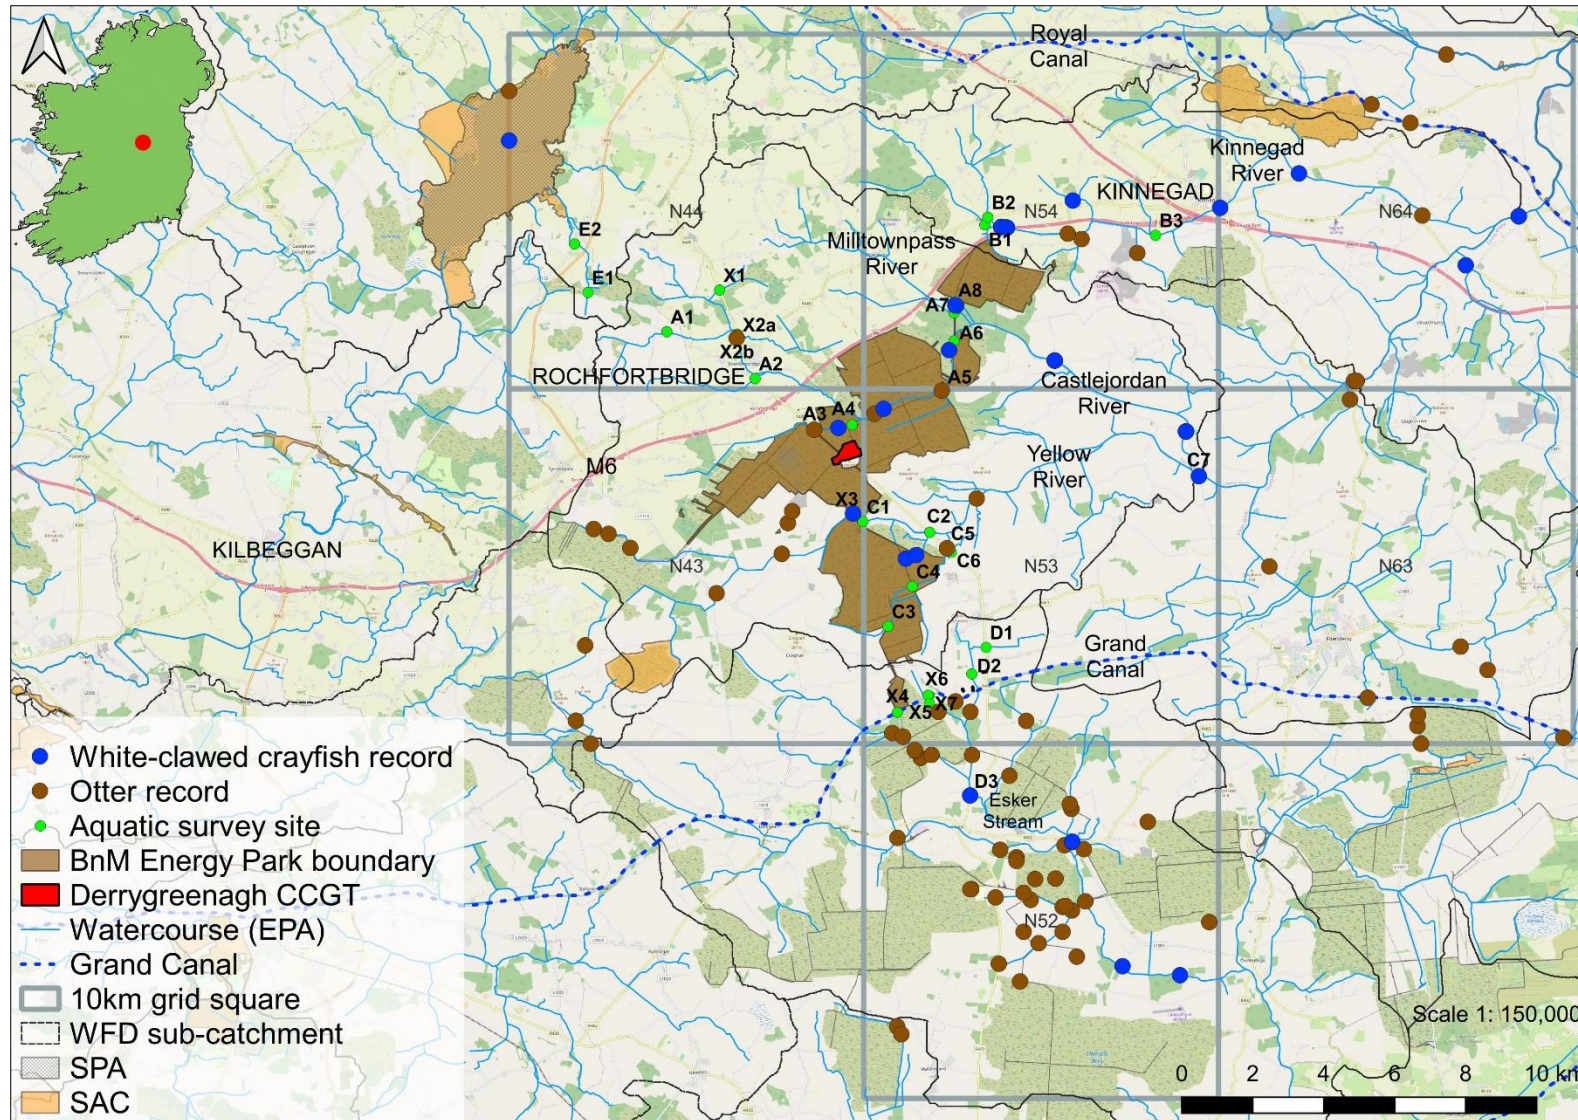 Royal
Canal
Kinnegad
River
KINNEGAD
N44
B2
N54
N64
B3
B1
Milltownpass
River
E2
E1
X1
A8
A7
A1
X2a
A6
X2b
A2
ROCHFORTBRIDGE
A5
Castlejordan
River
A3
A4
M6
Yellow
River
C7
X3
C1
C2
C5
C6
KILBEGGAN
N43
N53
N63
C4
C3
D1
Grand
Canal
D2
X6
X4
X5
X7
D3
Esker
Stream
N52
White-clawed crayfish record
Otter record
Aquatic survey site
BnM Energy Park boundary
Derrygreenagh CCGT
Watercourse (EPA)
Grand Canal
10km grid square
WFD sub-catchment
SPA
SAC
Scale 1: 150,000
0 2 4 6 8 10 km